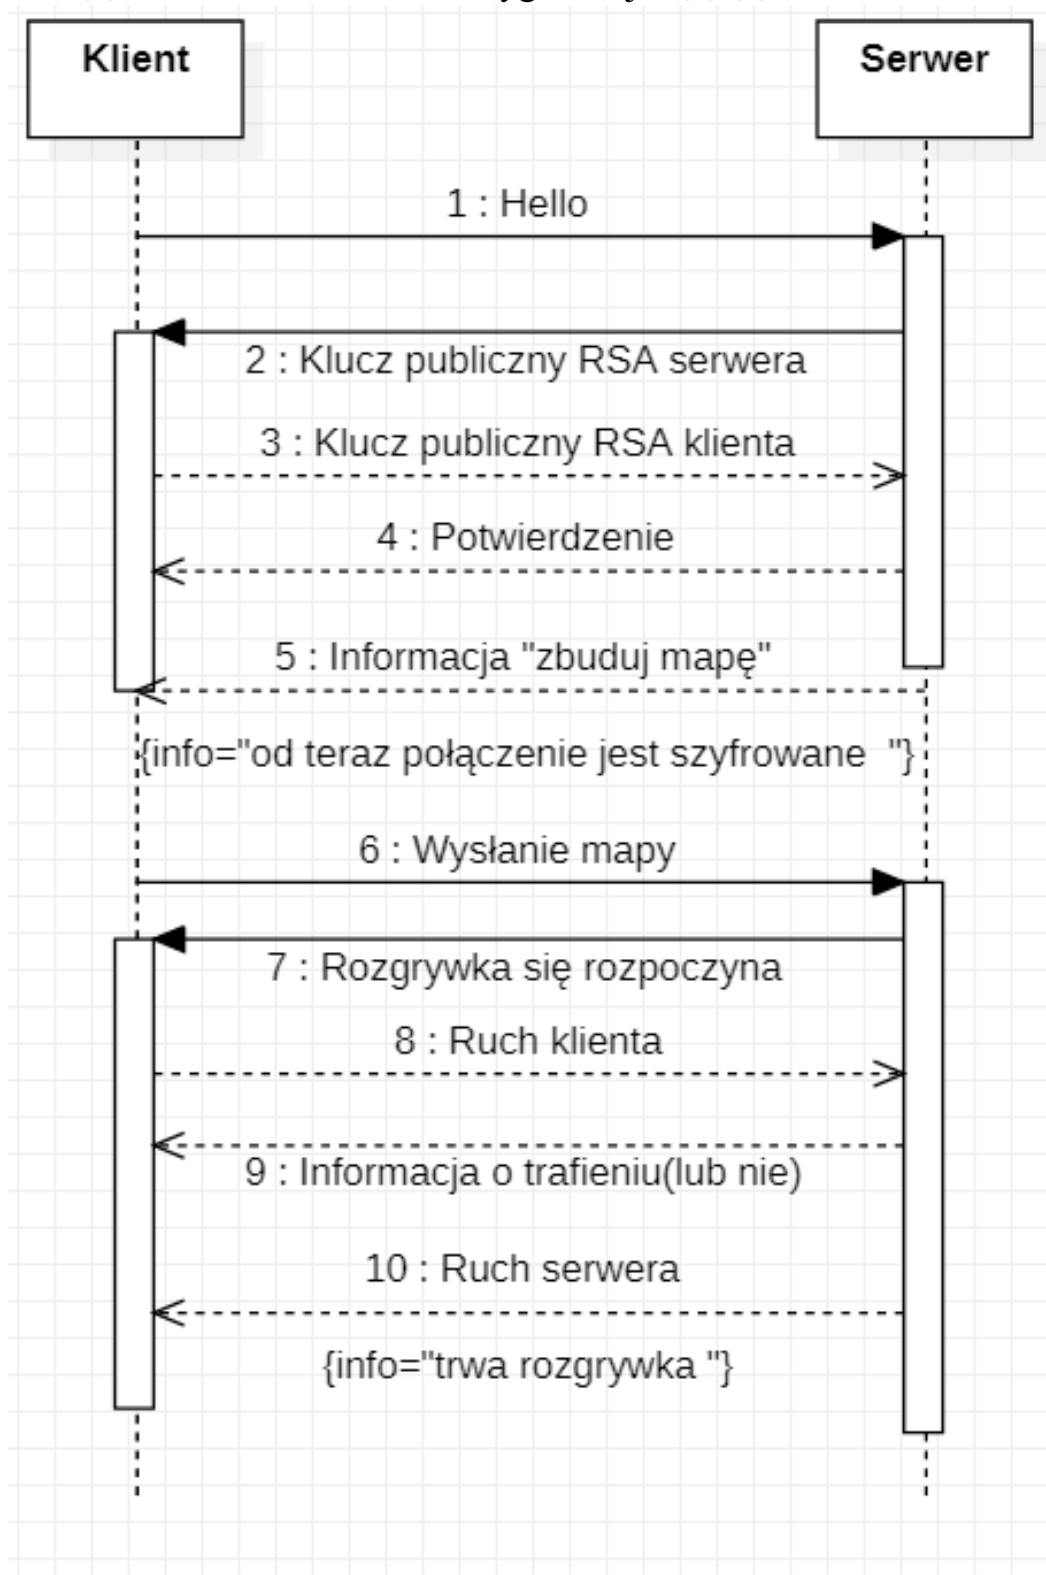 Klient
Serwer
1 : Hello
2 : Klucz publiczny RSA serwera
3 : Klucz publiczny RSA klienta
4 : Potwierdzenie
5 : Informacja "zbuduj mapę"
{info="od teraz połączenie jest szyfrowane  "}
6 : Wysłanie mapy
7 : Rozgrywka się rozpoczyna
8 : Ruch klienta
9 : Informacja o trafieniu(lub nie)
10 : Ruch serwera
{info="trwa rozgrywka "}